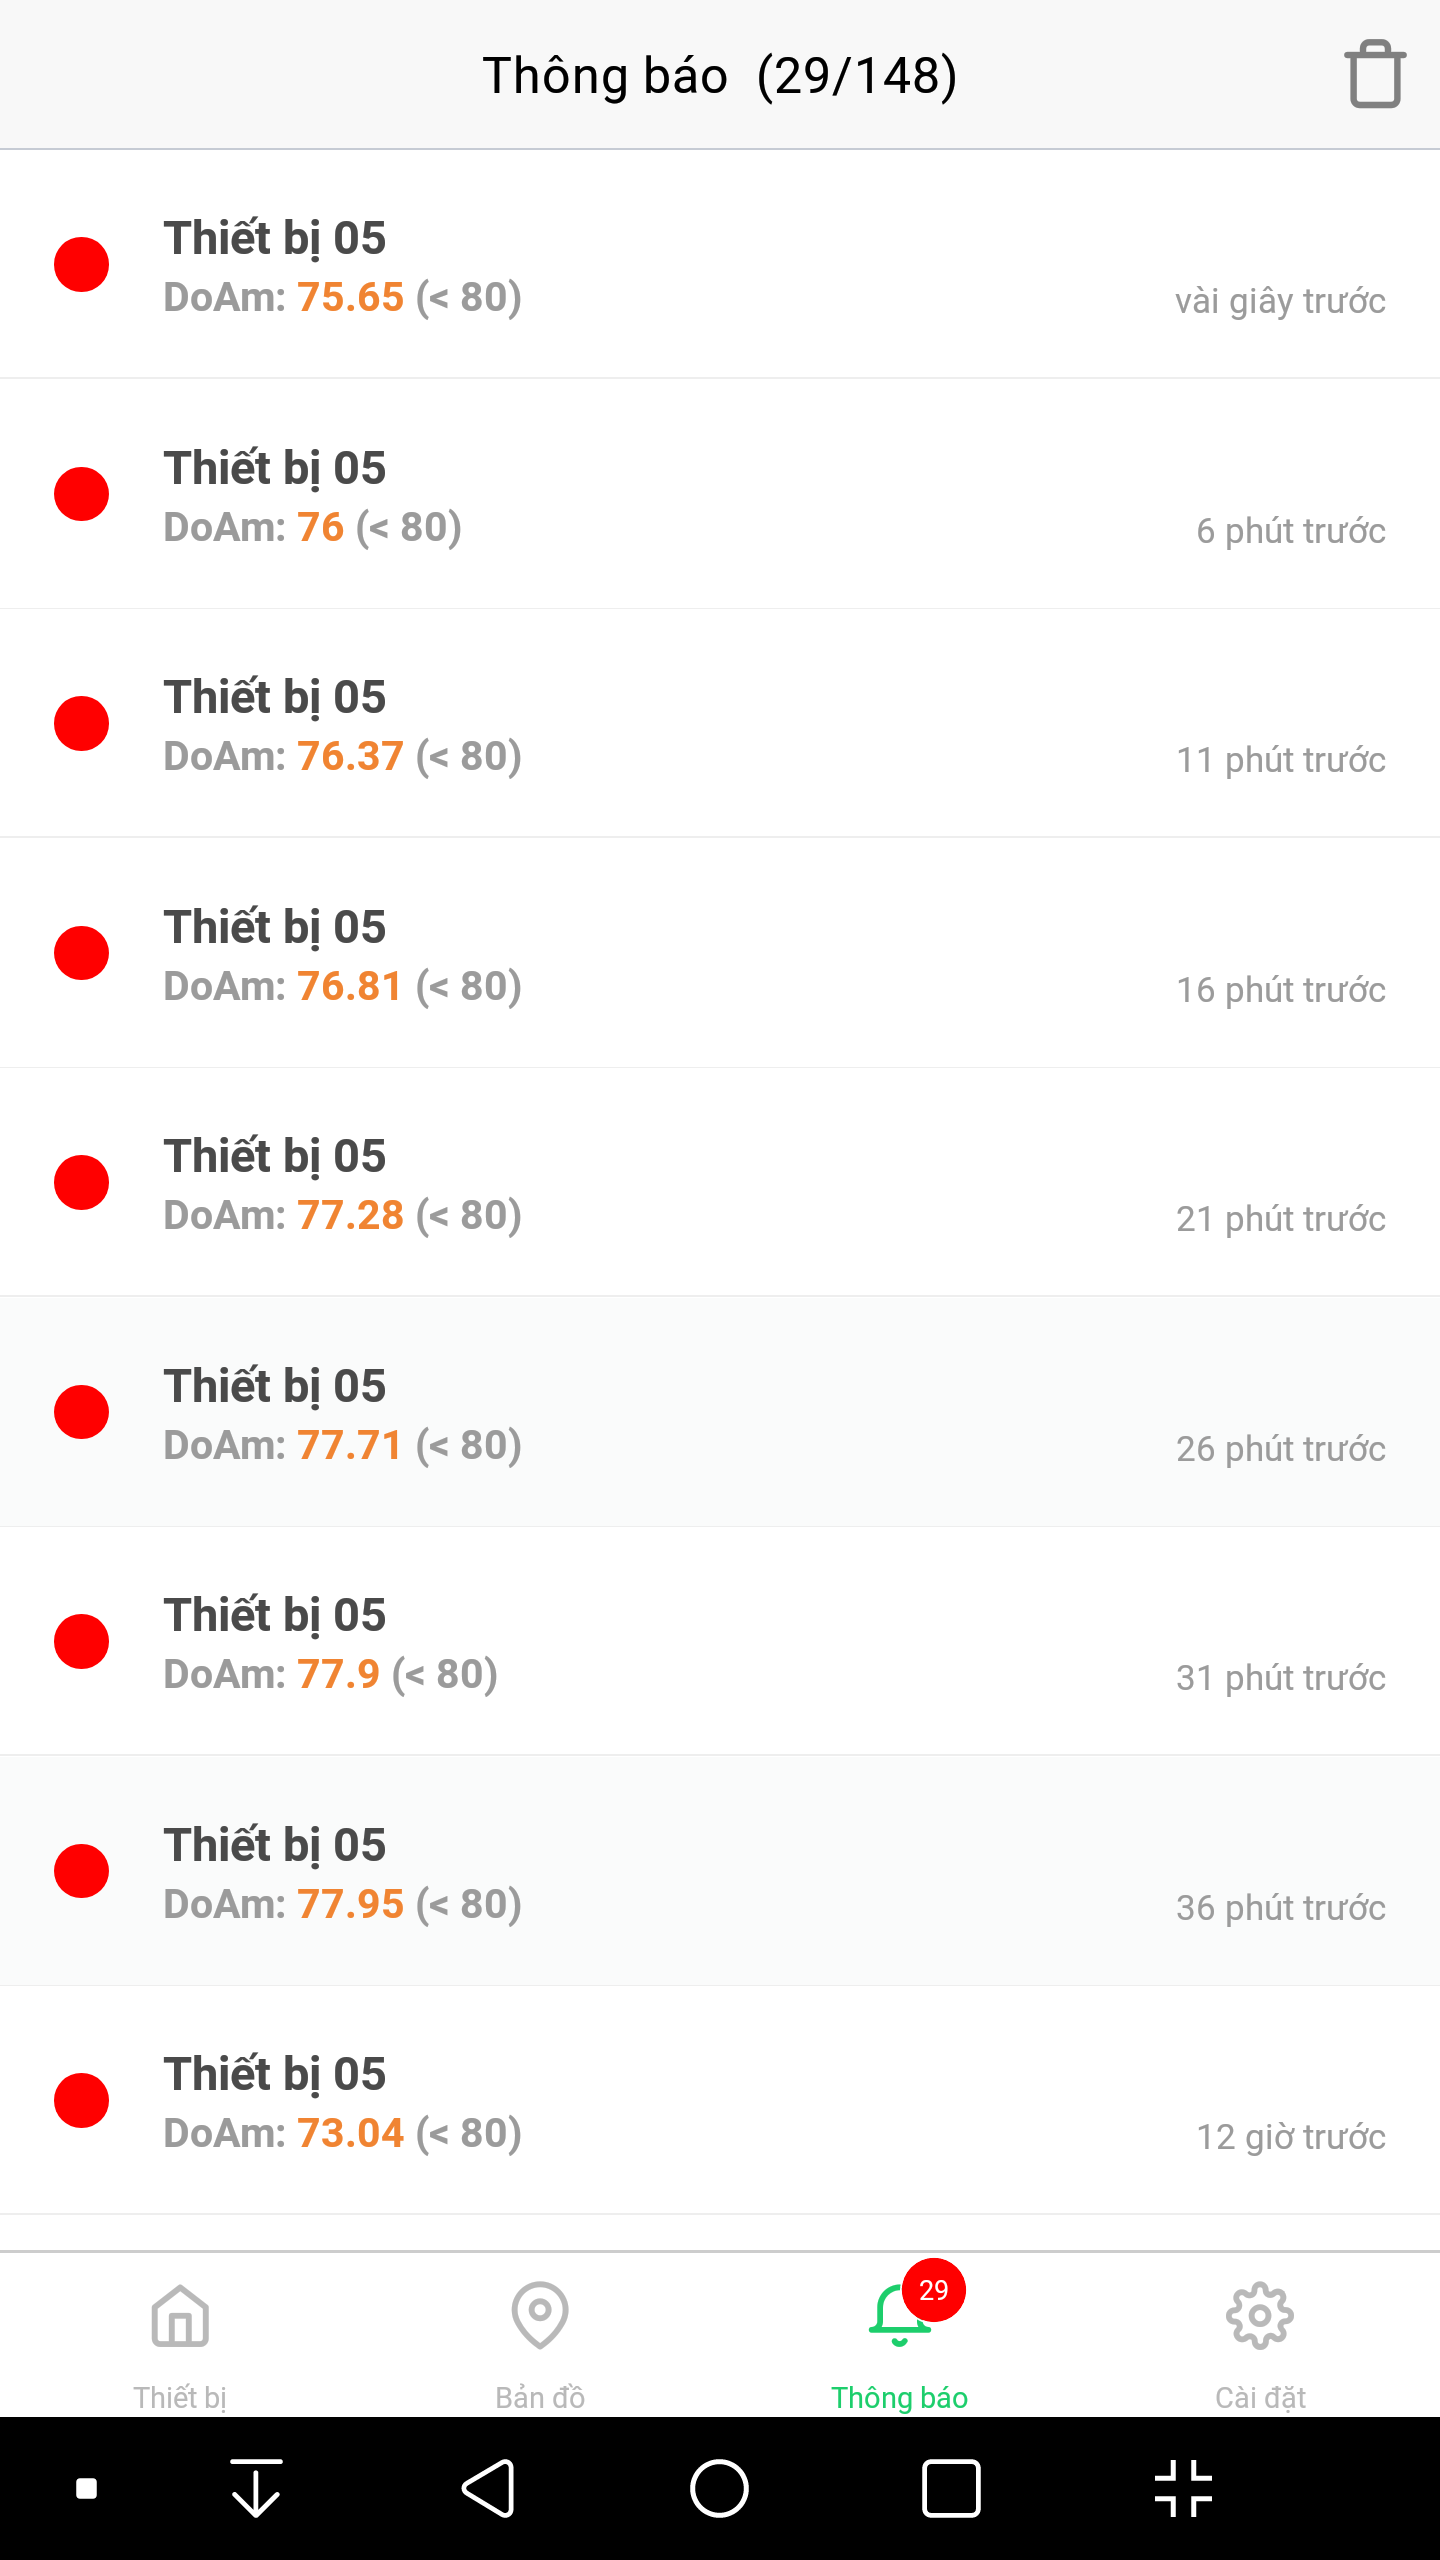 Thông báo (29/148)
Thiết bị 05
DoAm: 75.65 (< 80)
vài giây trước
Thiết bị 05
DoAm: 76 (< 80)
6 phút trước
Thiết bị 05
DoAm: 76.37 (< 80)
11 phút trước
Thiết bị 05
DoAm: 76.81 (< 80)
16 phút trước
Thiết bị 05
DoAm: 77.28 (< 80)
21 phút trước
Thiết bị 05
DoAm: 77.71 (< 80)
26 phút trước
Thiết bị 05
DoAm: 77.9 (< 80)
31 phút trước
Thiết bị 05
DoAm: 77.95 (< 80)
36 phút trước
Thiết bị 05
DoAm: 73.04 (< 80)
12 giờ trước
29
Thiết bị
Bản đồ
Thông báo
Cài đặt